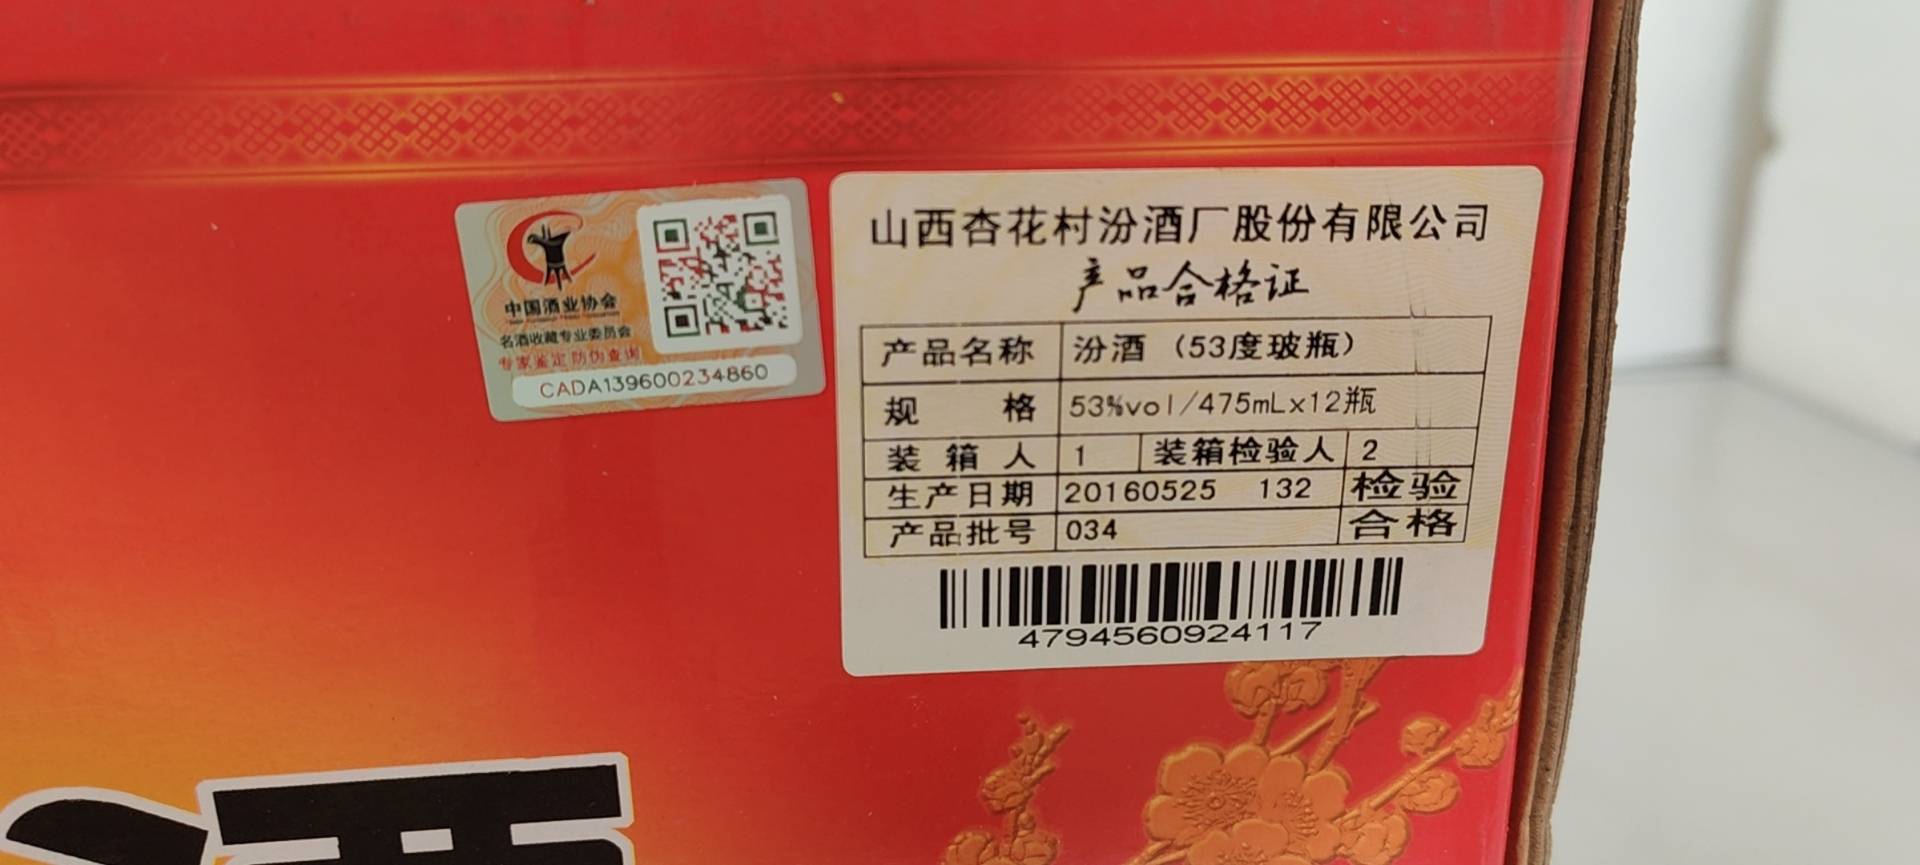 中国酒业协会
名酒收藏专业委员会
专家鉴定 防伪查询
CADA139600234860
山西杏花村汾酒厂股份有限公司
产品合格证
产品名称 汾酒（53度玻瓶）
规 格 53%vol/475mLx12瓶
装 箱 人 1 装箱检验人 2
生产日期 20160525 132 检验
产品批号 034 合格
4794560924117